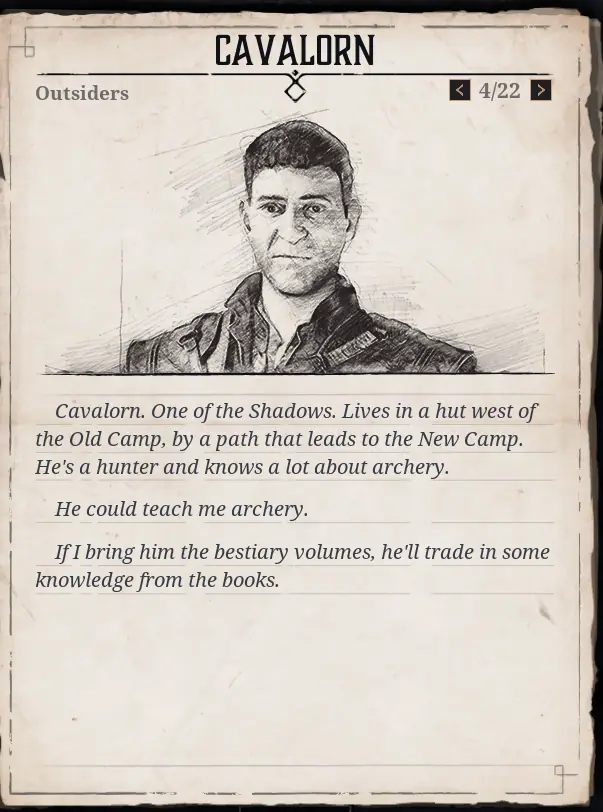 CAVALORN
Outsiders
< 4/22 >
Cavalorn. One of the Shadows. Lives in a hut west of
the Old Camp, by a path that leads to the New Camp.
He's a hunter and knows a lot about archery.
He could teach me archery.
If I bring him the bestiary volumes, he'll trade in some
knowledge from the books.